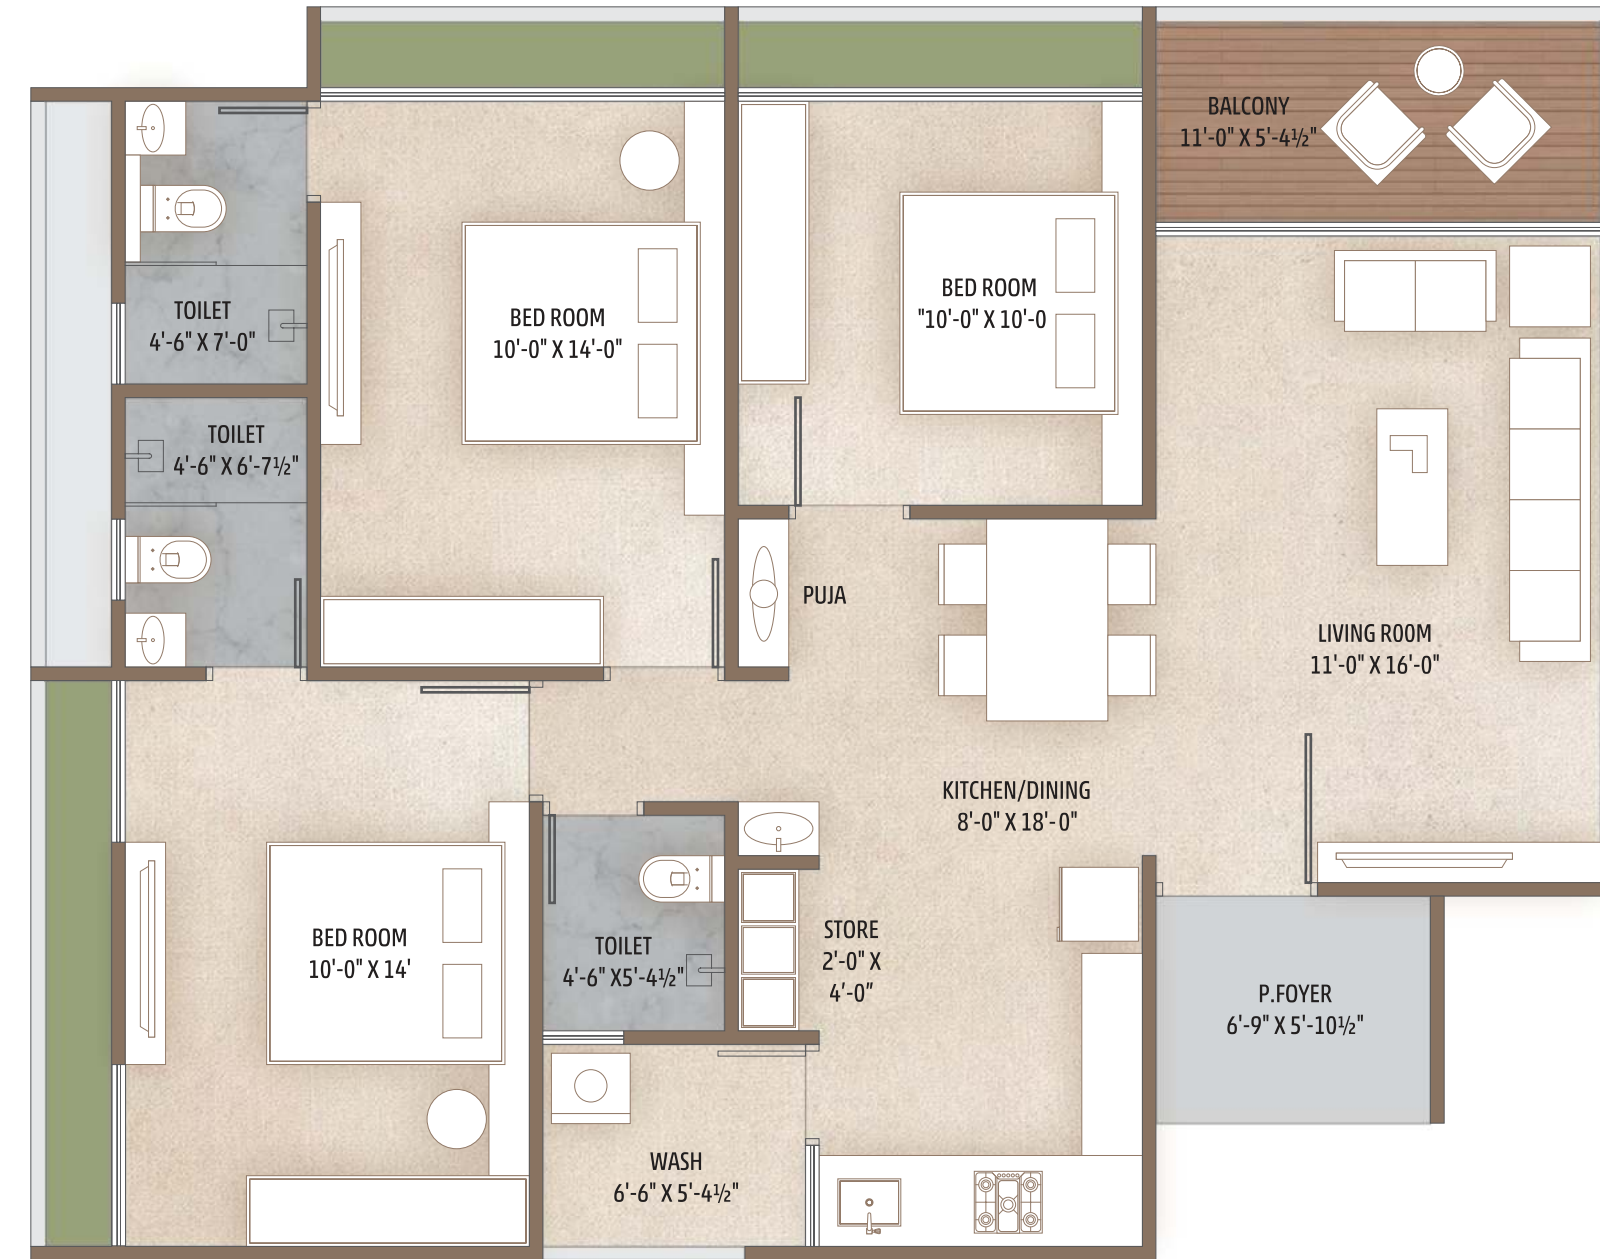 BALCONY
11'-0" X 5'-4½"
TOILET
4'-6" X 7'-0"
BED ROOM
10'-0" X 14'-0"
BED ROOM
"10'-0" X 10'-0
TOILET
4'-6" X 6'-7½"
PUJA
LIVING ROOM
11'-0" X 16'-0"
KITCHEN/DINING
8'-0" X 18'-0"
BED ROOM
10'-0" X 14'
TOILET
4'-6" X5'-4½"
STORE
2'-0" X
4'-0"
P.FOYER
6'-9" X 5'-10½"
WASH
6'-6" X 5'-4½"